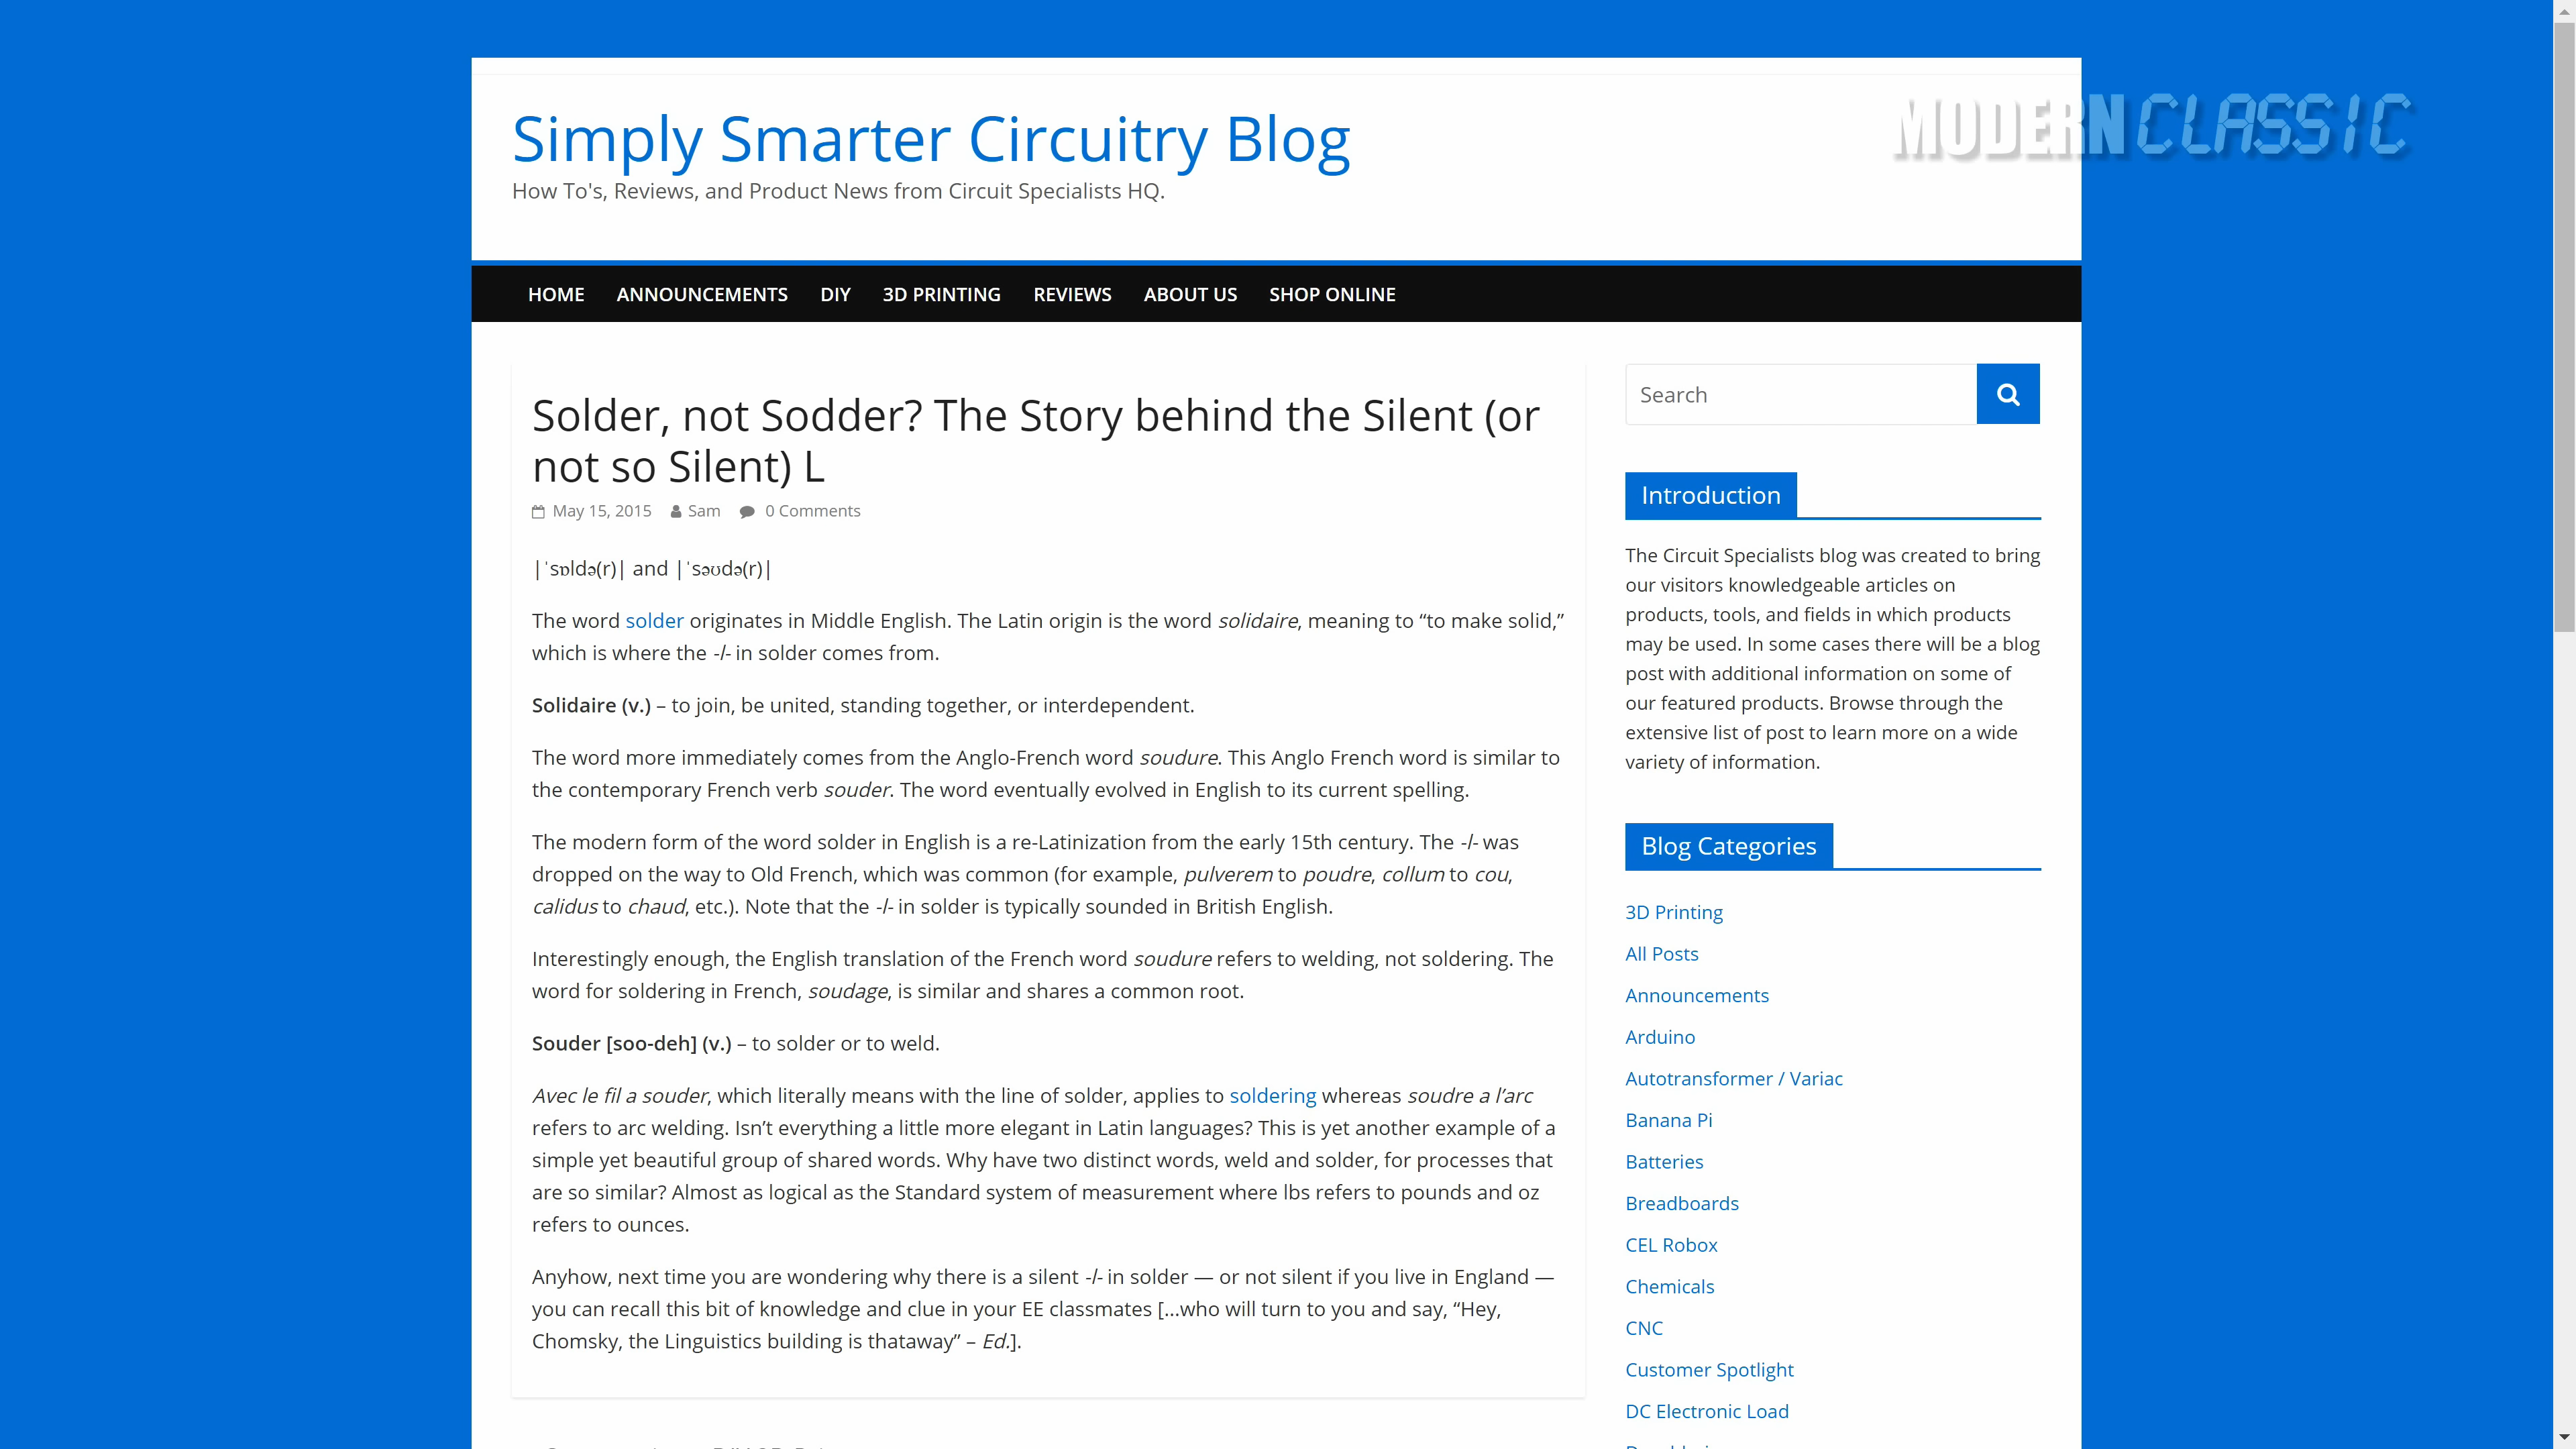 MODERN CLASSIC
Simply Smarter Circuitry Blog
How To's, Reviews, and Product News from Circuit Specialists HQ.
HOME ANNOUNCEMENTS DIY 3D PRINTING REVIEWS ABOUT US SHOP ONLINE
Solder, not Sodder? The Story behind the Silent (or
not so Silent) L
May 15, 2015 Sam 0 Comments
|ˈsɒldə(r)| and |ˈsəʊdə(r)|
The word solder originates in Middle English. The Latin origin is the word solidaire, meaning to “to make solid,”
which is where the -l- in solder comes from.
Solidaire (v.) – to join, be united, standing together, or interdependent.
The word more immediately comes from the Anglo-French word soudure. This Anglo French word is similar to
the contemporary French verb souder. The word eventually evolved in English to its current spelling.
The modern form of the word solder in English is a re-Latinization from the early 15th century. The -l- was
dropped on the way to Old French, which was common (for example, pulverem to poudre, collum to cou,
calidus to chaud, etc.). Note that the -l- in solder is typically sounded in British English.
Interestingly enough, the English translation of the French word soudure refers to welding, not soldering. The
word for soldering in French, soudage, is similar and shares a common root.
Souder [soo-deh] (v.) – to solder or to weld.
Avec le fil a souder, which literally means with the line of solder, applies to soldering whereas soudre a l’arc
refers to arc welding. Isn’t everything a little more elegant in Latin languages? This is yet another example of a
simple yet beautiful group of shared words. Why have two distinct words, weld and solder, for processes that
are so similar? Almost as logical as the Standard system of measurement where lbs refers to pounds and oz
refers to ounces.
Anyhow, next time you are wondering why there is a silent -l- in solder — or not silent if you live in England —
you can recall this bit of knowledge and clue in your EE classmates […who will turn to you and say, “Hey,
Chomsky, the Linguistics building is thataway” – Ed.].
Search
Introduction
The Circuit Specialists blog was created to bring
our visitors knowledgeable articles on
products, tools, and fields in which products
may be used. In some cases there will be a blog
post with additional information on some of
our featured products. Browse through the
extensive list of post to learn more on a wide
variety of information.
Blog Categories
3D Printing
All Posts
Announcements
Arduino
Autotransformer / Variac
Banana Pi
Batteries
Breadboards
CEL Robox
Chemicals
CNC
Customer Spotlight
DC Electronic Load